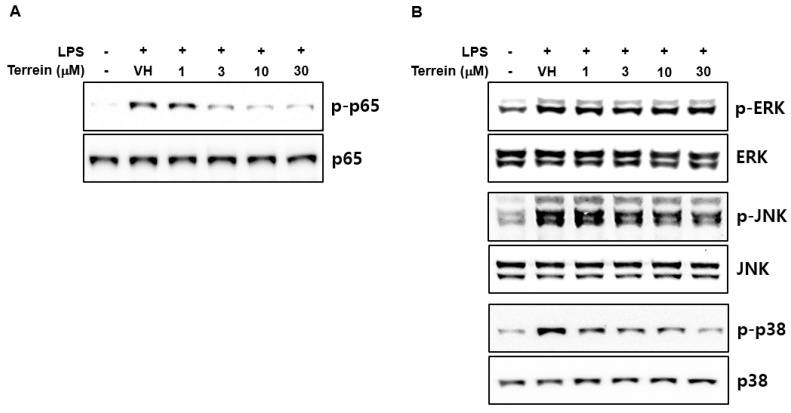 A
LPS - + + + + +
Terrein (μM) - VH 1 3 10 30
p-p65
p65
B
LPS - + + + + +
Terrein (μM) - VH 1 3 10 30
p-ERK
ERK
p-JNK
JNK
p-p38
p38